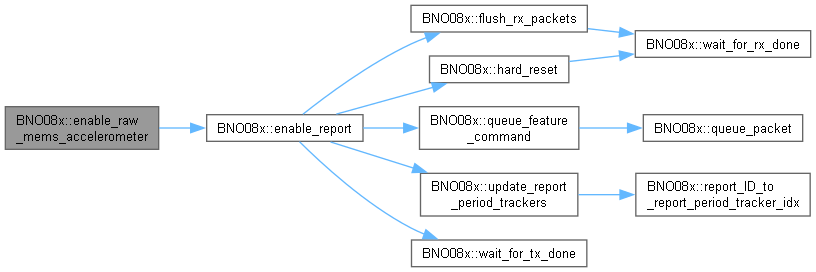 BNO08x::enable_raw
_mems_accelerometer
BNO08x::enable_report
BNO08x::flush_rx_packets
BNO08x::wait_for_rx_done
BNO08x::hard_reset
BNO08x::queue_feature
_command
BNO08x::queue_packet
BNO08x::update_report
_period_trackers
BNO08x::report_ID_to
_report_period_tracker_idx
BNO08x::wait_for_tx_done